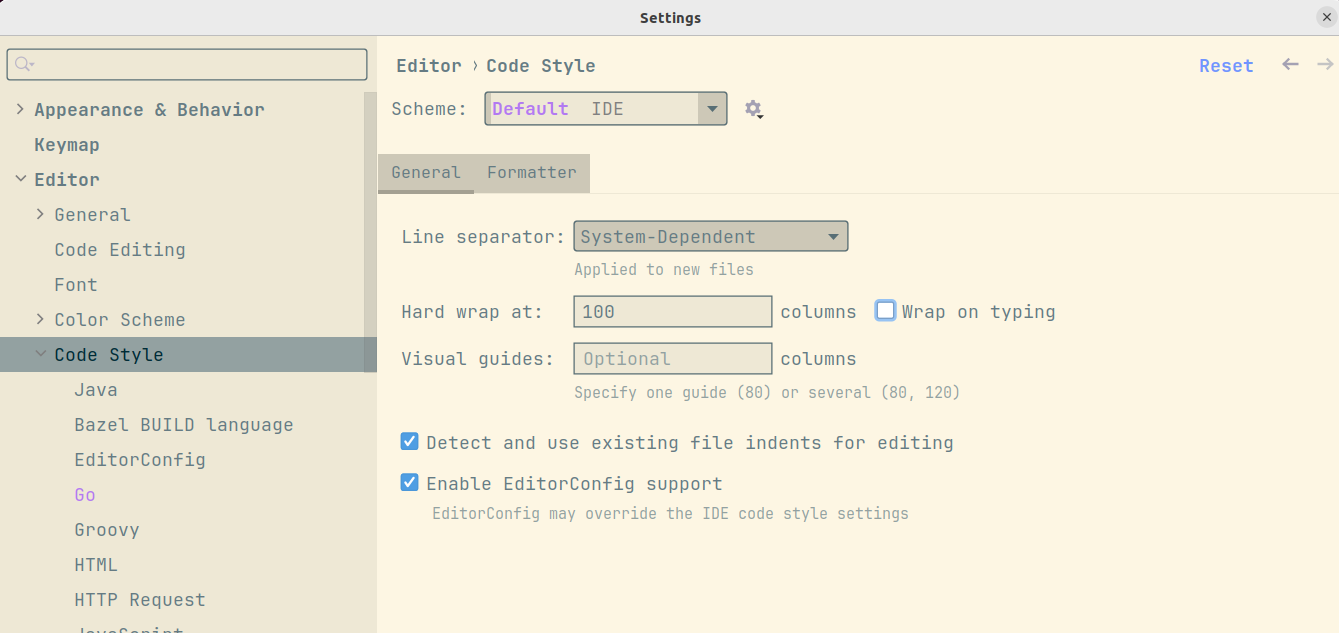 Settings
Editor › Code Style
Reset
Scheme: Default IDE
Appearance & Behavior
Keymap
Editor
General
Code Editing
Font
Color Scheme
Code Style
Java
Bazel BUILD language
EditorConfig
Go
Groovy
HTML
HTTP Request
JavaScript
General Formatter
Line separator: System-Dependent
Applied to new files
Hard wrap at: 100 columns Wrap on typing
Visual guides: Optional columns
Specify one guide (80) or several (80, 120)
Detect and use existing file indents for editing
Enable EditorConfig support
EditorConfig may override the IDE code style settings